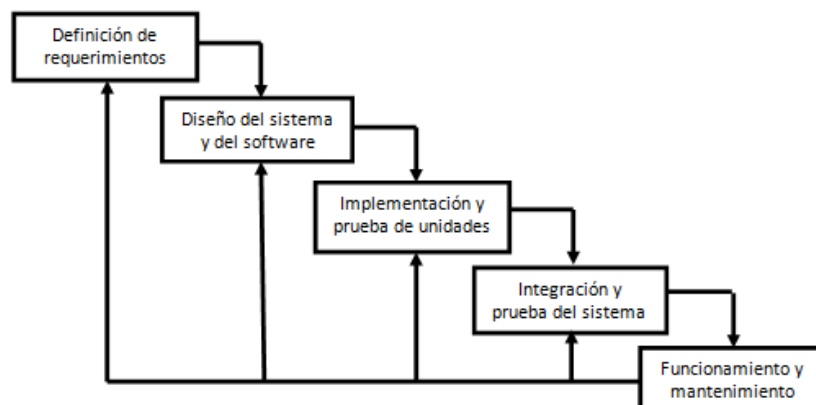 Definición de
requerimientos
Diseño del sistema
y del software
Implementación y
prueba de unidades
Integración y
prueba del sistema
Funcionamiento y
mantenimiento